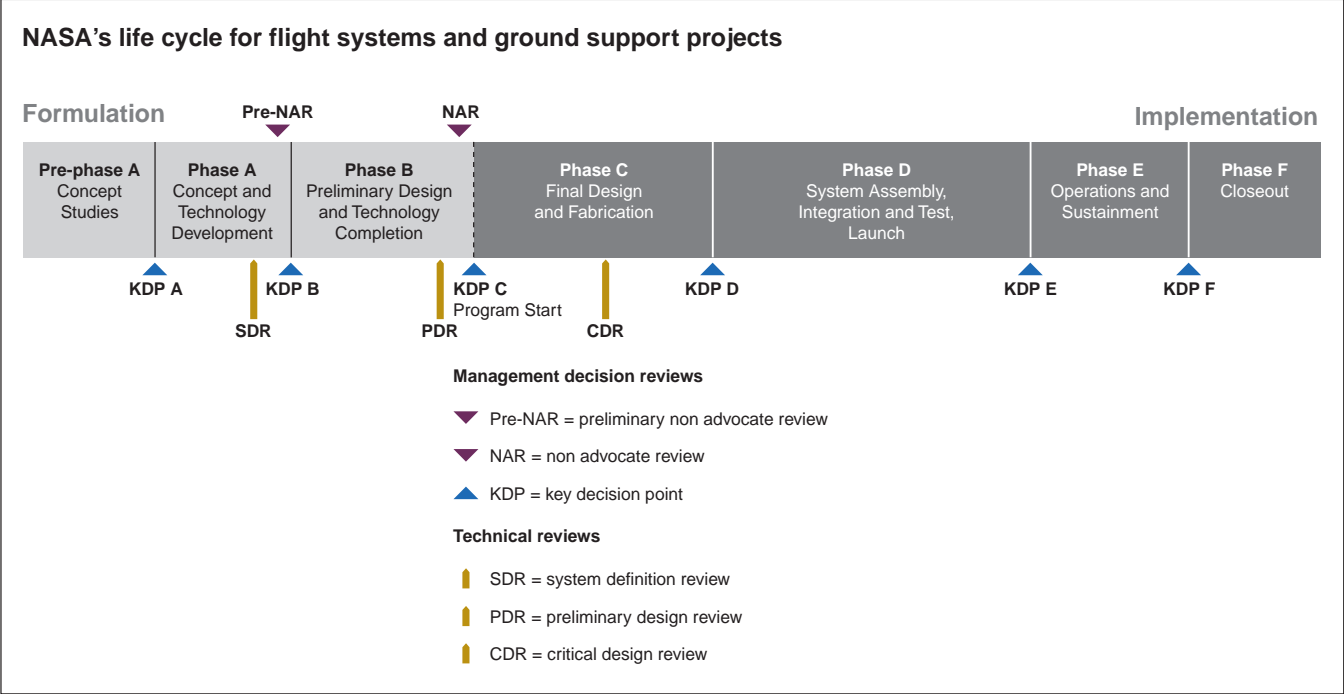 NASA's life cycle for flight systems and ground support projects
Formulation
Pre-NAR
NAR
Implementation
Pre-phase A
Concept
Studies
Phase A
Concept and
Technology
Development
Phase B
Preliminary Design
and Technology
Completion
Phase C
Final Design
and Fabrication
Phase D
System Assembly,
Integration and Test,
Launch
Phase E
Operations and
Sustainment
Phase F
Closeout
KDP A
SDR
KDP B
PDR
KDP C
Program Start
CDR
KDP D
KDP E
KDP F
Management decision reviews
Pre-NAR = preliminary non advocate review
NAR = non advocate review
KDP = key decision point
Technical reviews
SDR = system definition review
PDR = preliminary design review
CDR = critical design review